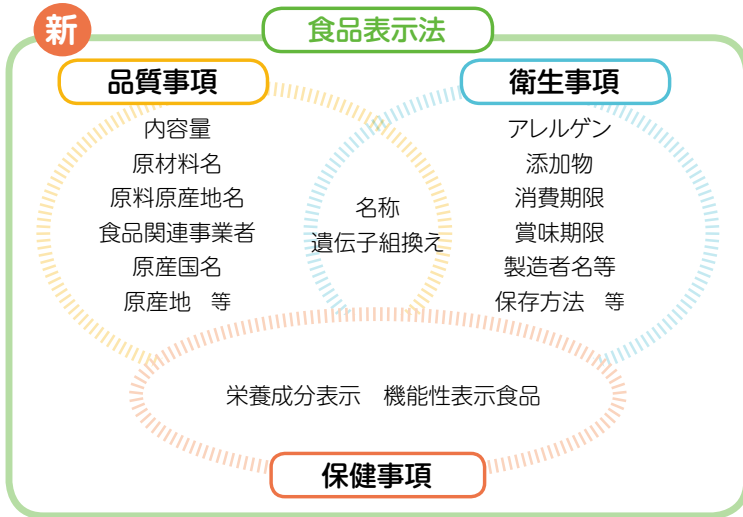 新
食品表示法
品質事項
内容量
原材料名
原料原産地名
食品関連事業者
原産国名
原産地　等
名称
遺伝子組換え
衛生事項
アレルゲン
添加物
消費期限
賞味期限
製造者名等
保存方法　等
栄養成分表示　機能性表示食品
保健事項